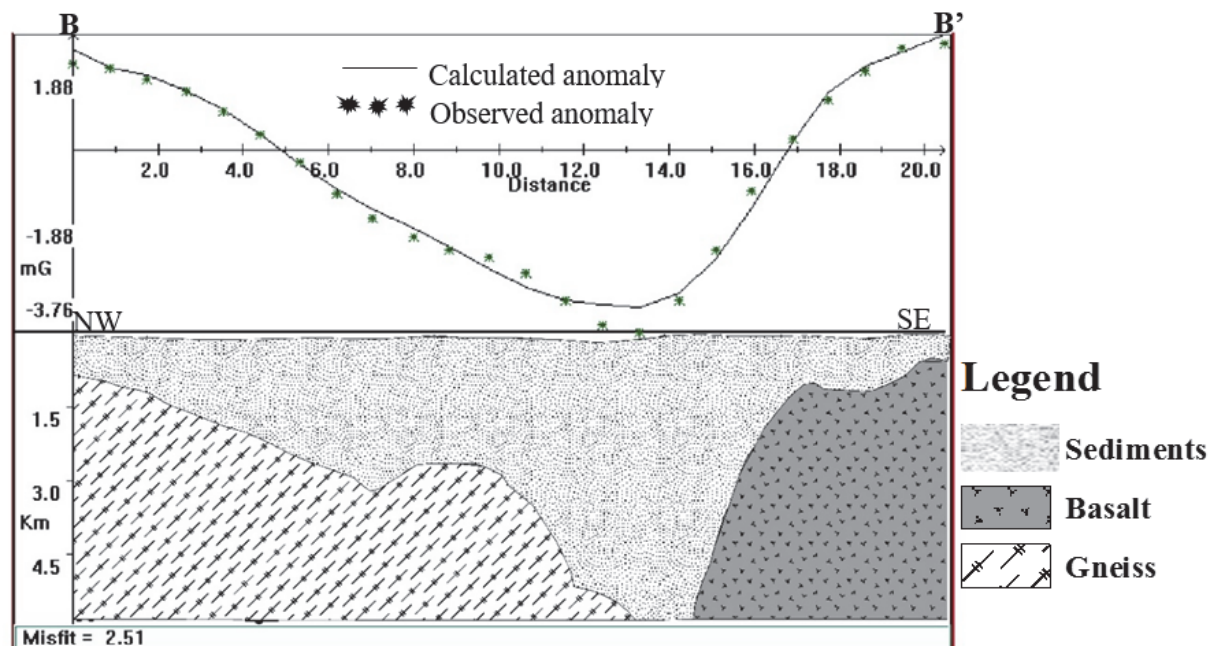 B B'
1.88
Calculated anomaly
Observed anomaly
2.0 4.0 6.0 8.0 10.0 12.0 14.0 16.0 18.0 20.0
Distance
-1.88
mG
-3.76
NW SE
1.5
3.0
Km
4.5
Misfit = 2.51
Legend
Sediments
Basalt
Gneiss